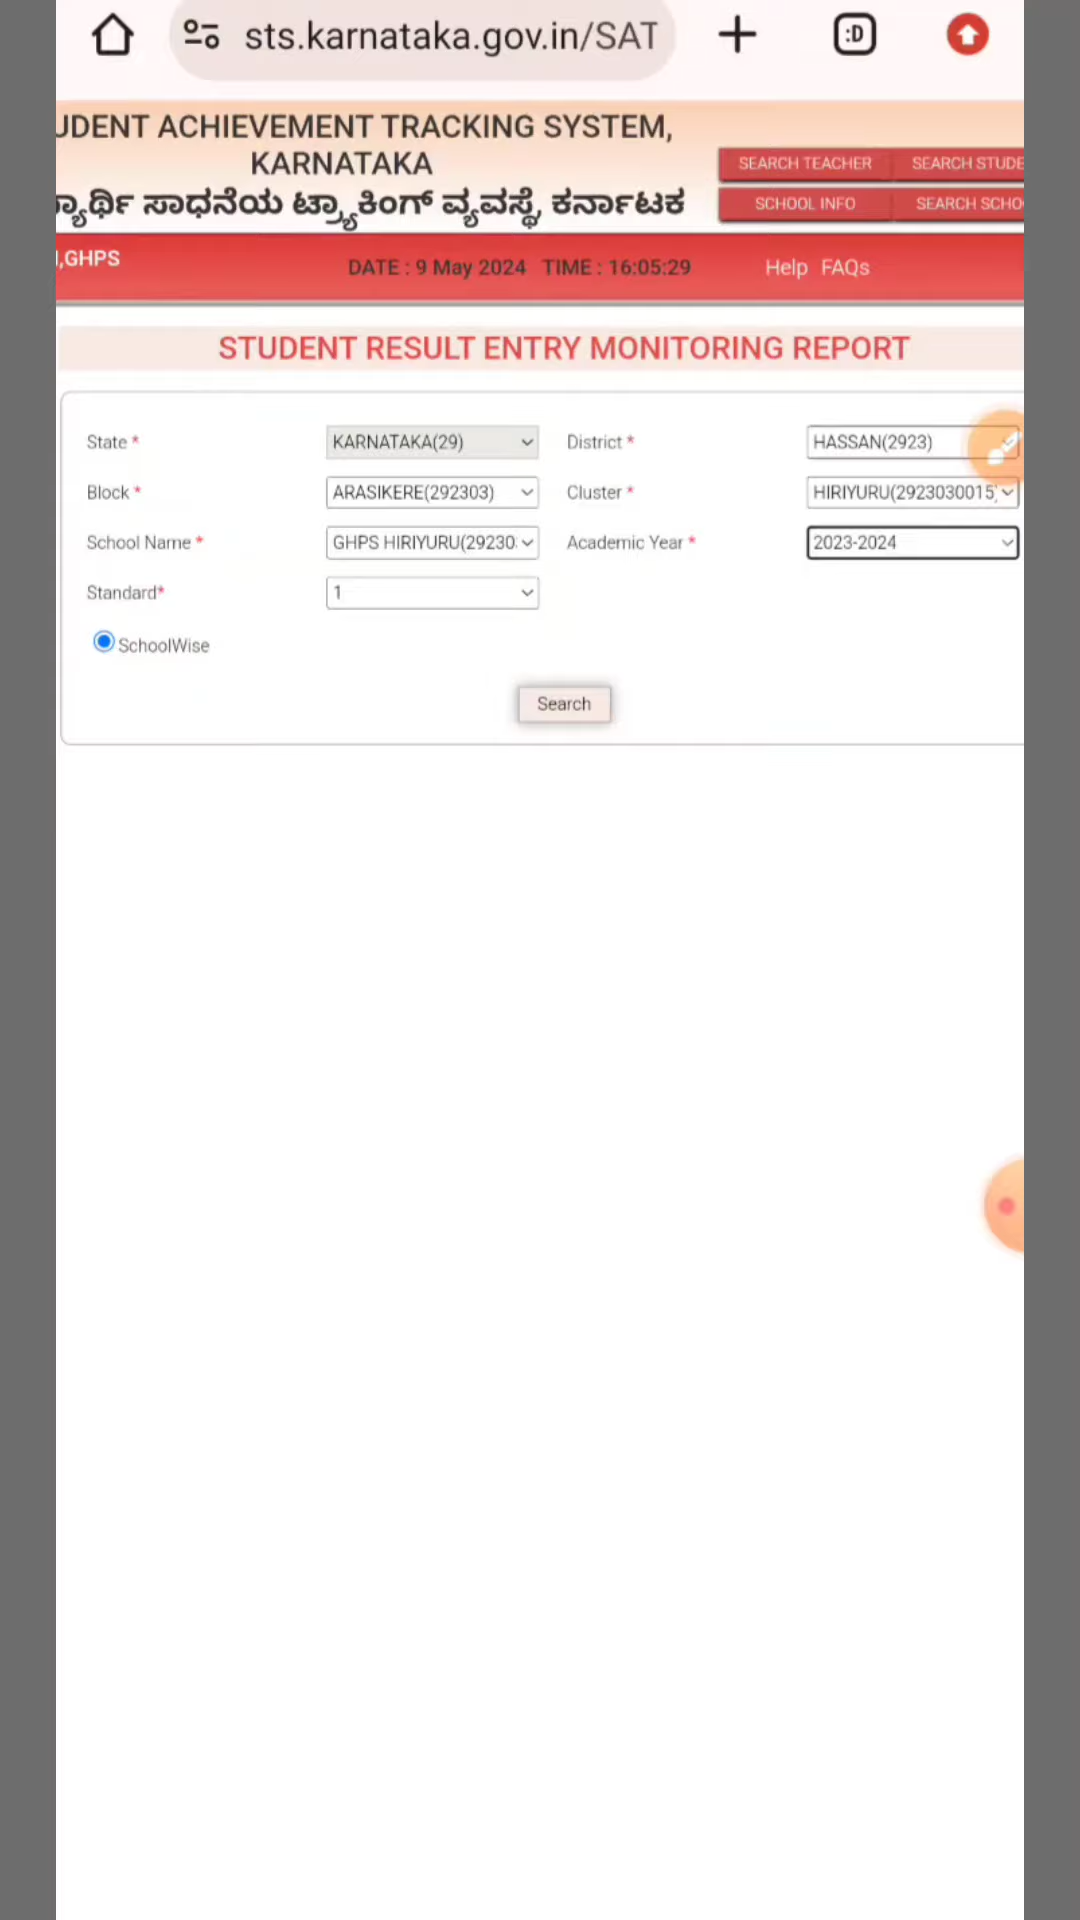 sts.karnataka.gov.in/SAT
:D
UDENT ACHIEVEMENT TRACKING SYSTEM,
KARNATAKA
ಸಾಧನೆಯ ಟ್ರ್ಯಾಕಿಂಗ್ ವ್ಯವಸ್ಥೆ, ಕರ್ನಾಟಕ
SEARCH TEACHER SEARCH STUDE
SCHOOL INFO SEARCH SCHO
,GHPS
DATE : 9 May 2024 TIME : 16:05:29 Help FAQs
STUDENT RESULT ENTRY MONITORING REPORT
State * KARNATAKA(29) District * HASSAN(2923)
Block * ARASIKERE(292303) Cluster * HIRIYURU(2923030015)
School Name * GHPS HIRIYURU(29230 Academic Year * 2023-2024
Standard* 1
SchoolWise
Search